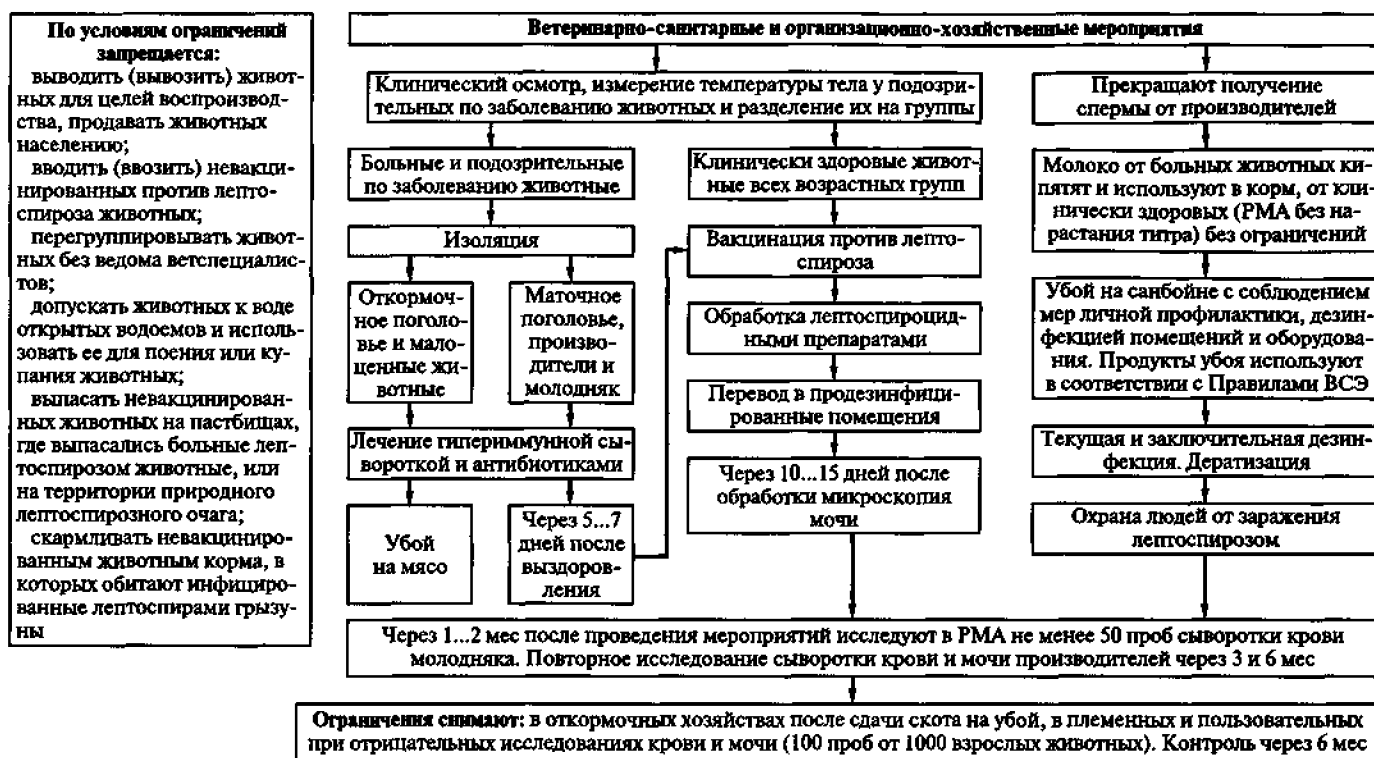 По условиям ограничений
запрещается:
выводить (вывозить) живот-
ных для целей воспроизвод-
ства, продавать животных
населению;
вводить (ввозить) невакци-
нированных против лепто-
спироза животных;
перегруппировывать живот-
ных без ведома ветспециалис-
тов;
допускать животных к воде
открытых водоемов и исполь-
зовать ее для поения или ку-
пания животных;
выпасать невакцинирован-
ных животных на пастбищах,
где выпасались больные леп-
тоспирозом животные, или
на территории природного
лептоспирозного очага;
скармливать невакциниро-
ванным животным корма, в
которых обитают инфициро-
ванные лептоспирами грызу-
ны
Ветеринарно-санитарные и организационно-хозяйственные мероприятия
Клинический осмотр, измерение температуры тела у подозри-
тельных по заболеванию животных и разделение их на группы
Больные и подозрительные
по заболеванию животные
Изоляция
Откормоч-
ное поголо-
вье и мало-
ценные жи-
вотные
Маточное
поголовье,
произво-
дители и
молодняк
Лечение гипериммунной сы-
вороткой и антибиотиками
Убой
на мясо
Через 5...7
дней после
выздоров-
ления
Клинически здоровые живот-
ные всех возрастных групп
Вакцинация против лепто-
спироза
Обработка лептоспироцид-
ными препаратами
Перевод в продезинфици-
рованные помещения
Через 10...15 дней после
обработки микроскопия
мочи
Прекращают получение
спермы от производителей
Молоко от больных животных ки-
пятят и используют в корм, от кли-
нически здоровых (РМА без на-
растания титра) без ограничений
Убой на санбойне с соблюдением
мер личной профилактики, дезин-
фекцией помещений и оборудова-
ния. Продукты убоя используют
в соответствии с Правилами ВСЭ
Текущая и заключительная дезин-
фекция. Дератизация
Охрана людей от заражения
лептоспирозом
Через 1...2 мес после проведения мероприятий исследуют в РМА не менее 50 проб сыворотки крови
молодняка. Повторное исследование сыворотки крови и мочи производителей через 3 и 6 мес
Ограничения снимают: в откормочных хозяйствах после сдачи скота на убой, в племенных и пользовательных
при отрицательных исследованиях крови и мочи (100 проб от 1000 взрослых животных). Контроль через 6 мес